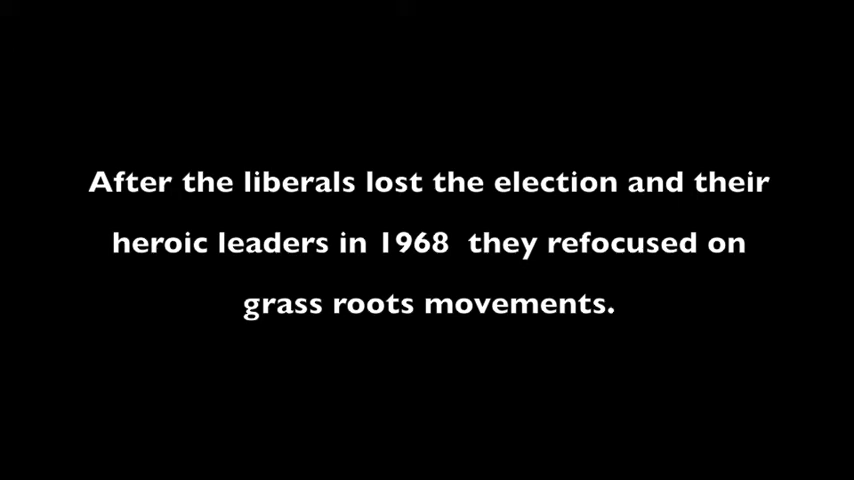 After the liberals lost the election and their
heroic leaders in 1968  they refocused on
grass roots movements.